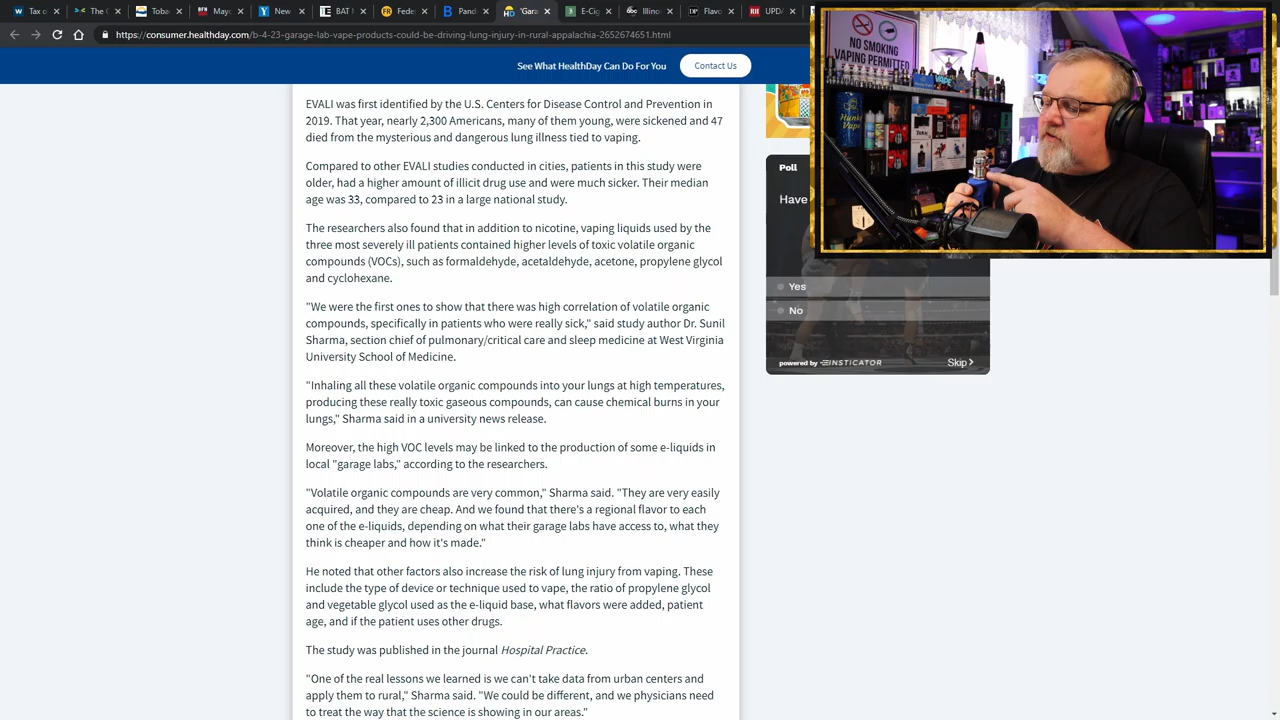 Tax c
The
Doc
May
Nor
BAT
FRO
B
Garag
6ec
Flav
UPDA
https://consumer.healthday.com
ab-vape-products-could-be-causing-lung-injury-in-rural-appalachia-2652674651.html
See What HealthDay Can Do For You
Contact Us
EVALI was first identified by the U.S. Centers for Disease Control and Prevention in
2019. That year, nearly 2,300 Americans, many of them young, were sickened and 47
died from the mysterious and dangerous lung illness tied to vaping.
Compared to other EVALI studies conducted in cities, patients in this study were
older, had a higher amount of illicit drug use and were much sicker. Their median
age was 33, compared to 23 in a large national study.
The researchers also found that in addition to nicotine, vaping liquids used by the
three most severely ill patients contained higher levels of toxic volatile organic
compounds (VOCs), such as formaldehyde, acetaldehyde, acetone, propylene glycol
and cyclohexane.
"We were the first ones to show that there was high correlation of volatile organic
compounds, specifically in patients who were really sick," said study author Dr. Sunil
Sharma, section chief of pulmonary/critical care and sleep medicine at West Virginia
University School of Medicine.
"Inhaling all these volatile organic compounds into your lungs at high temperatures,
producing these really toxic gaseous compounds, can cause chemical burns in your
lungs," Sharma said in a university news release.
Moreover, the high VOC levels may be linked to the production of some e-liquids in
local "garage labs," according to the researchers.
"Volatile organic compounds are very common," Sharma said. "They are very easily
acquired, and they are cheap. And we found that there's a regional flavor to each
one of the e-liquids, depending on what their garage labs have access to, what they
think is cheaper and how it's made."
He noted that other factors also increase the risk of lung injury from vaping. These
include the type of device or technique used to vape, the ratio of propylene glycol
and vegetable glycol used as the e-liquid base, what flavors were added, patient
age, and if the patient uses other drugs.
The study was published in the journal Hospital Practice.
"One of the real lessons we learned is we can't take data from urban centers and
apply them to rural," Sharma said. "We could be different, and we physicians need
to treat the way that the science is showing in our areas."
Poll
Have
Yes
No
powered by INSTICATOR
Skip
NO SMOKING
VAPING PERMITTED
VAPE